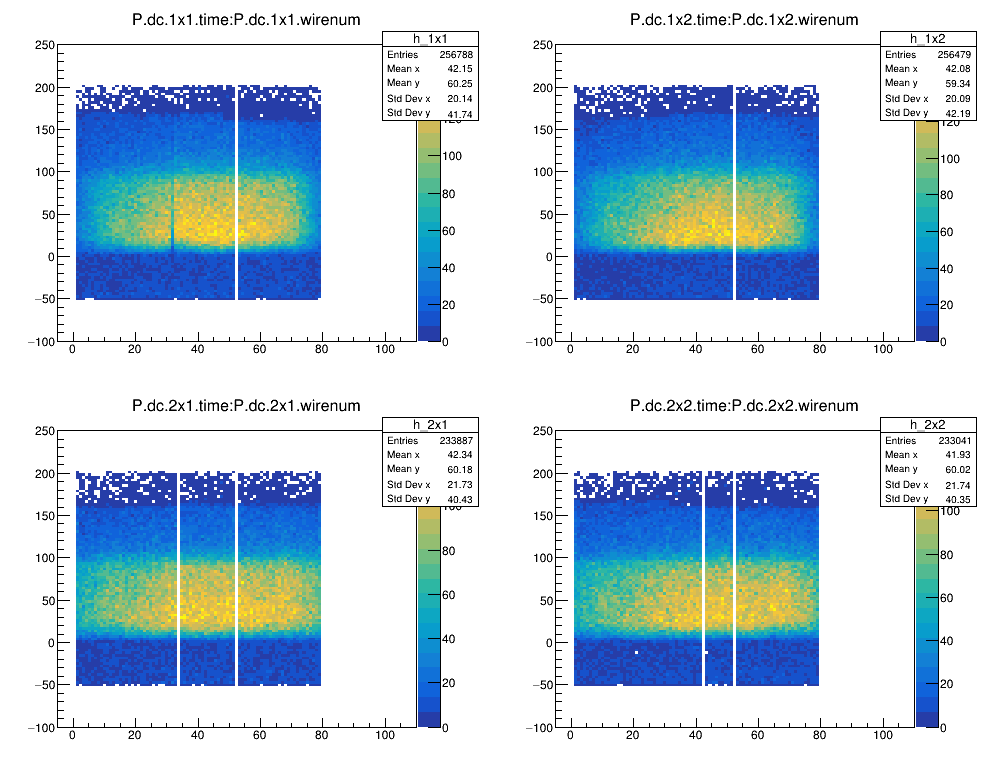 P.dc.1x1.time:P.dc.1x1.wirenum
h_1x1
Entries 256788
Mean x 42.15
Mean y 60.25
Std Dev x 20.14
Std Dev y 41.74
250
200
150
100
50
0
−50
−100
0 20 40 60 80 100
120
100
80
60
40
20
0
P.dc.1x2.time:P.dc.1x2.wirenum
h_1x2
Entries 256479
Mean x 42.08
Mean y 59.34
Std Dev x 20.09
Std Dev y 42.19
250
200
150
100
50
0
−50
−100
0 20 40 60 80 100
120
100
80
60
40
20
0
P.dc.2x1.time:P.dc.2x1.wirenum
h_2x1
Entries 233887
Mean x 42.34
Mean y 60.18
Std Dev x 21.73
Std Dev y 40.43
250
200
150
100
50
0
−50
−100
0 20 40 60 80 100
100
80
60
40
20
0
P.dc.2x2.time:P.dc.2x2.wirenum
h_2x2
Entries 233041
Mean x 41.93
Mean y 60.02
Std Dev x 21.74
Std Dev y 40.35
250
200
150
100
50
0
−50
−100
0 20 40 60 80 100
100
80
60
40
20
0